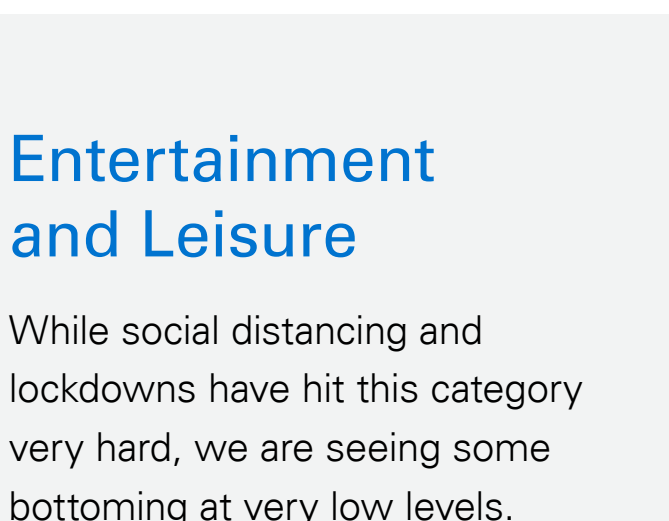 Entertainment
and Leisure
While social distancing and
lockdowns have hit this category
very hard, we are seeing some
bottoming at very low levels.